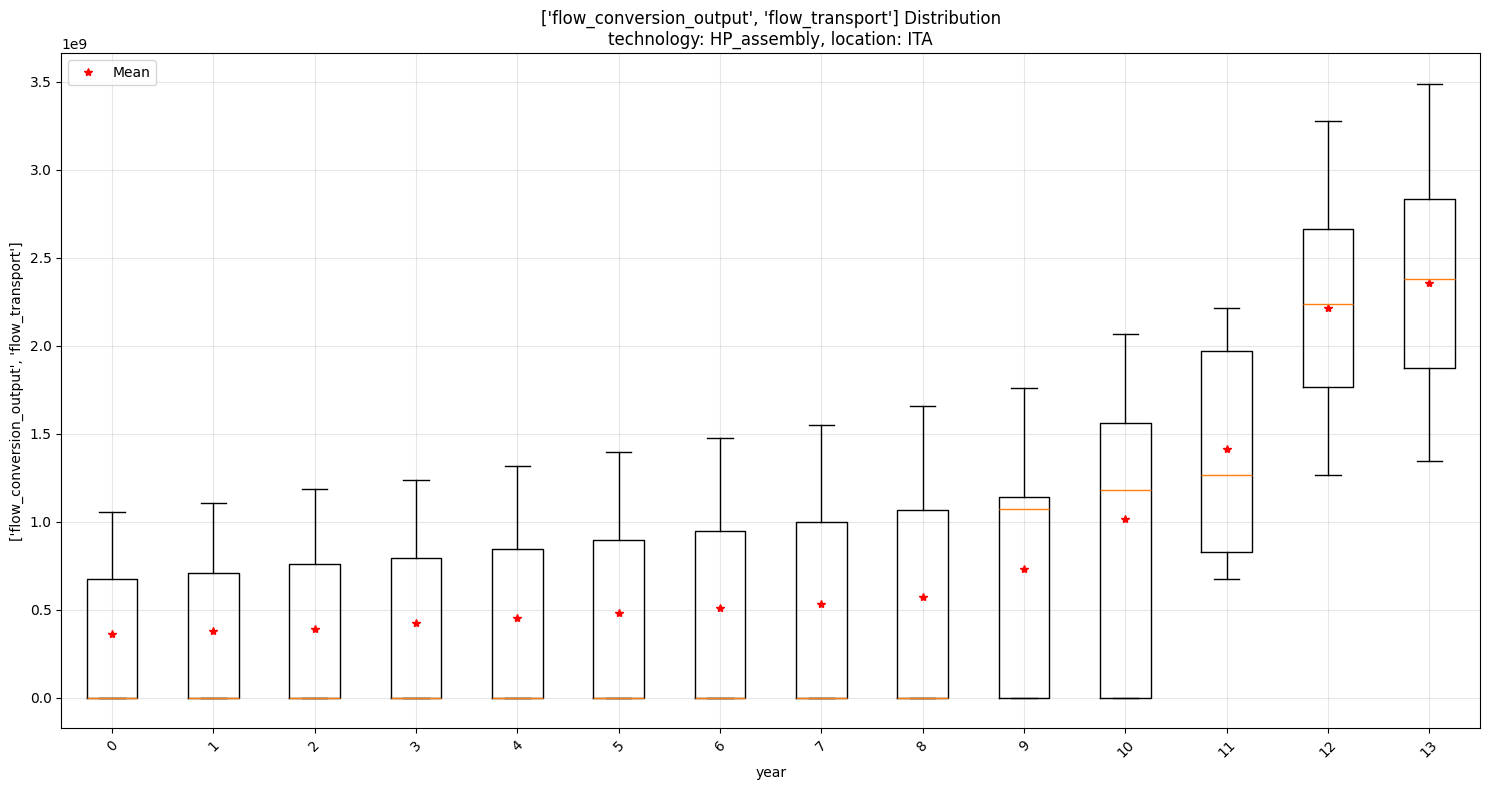 ['flow_conversion_output', 'flow_transport'] Distribution
technology: HP_assembly, location: ITA
1e9
Mean
3.5
3.0
2.5
2.0
1.5
1.0
0.5
0.0
['flow_conversion_output', 'flow_transport']
0 1 2 3 4 5 6 7 8 9 10 11 12 13
year